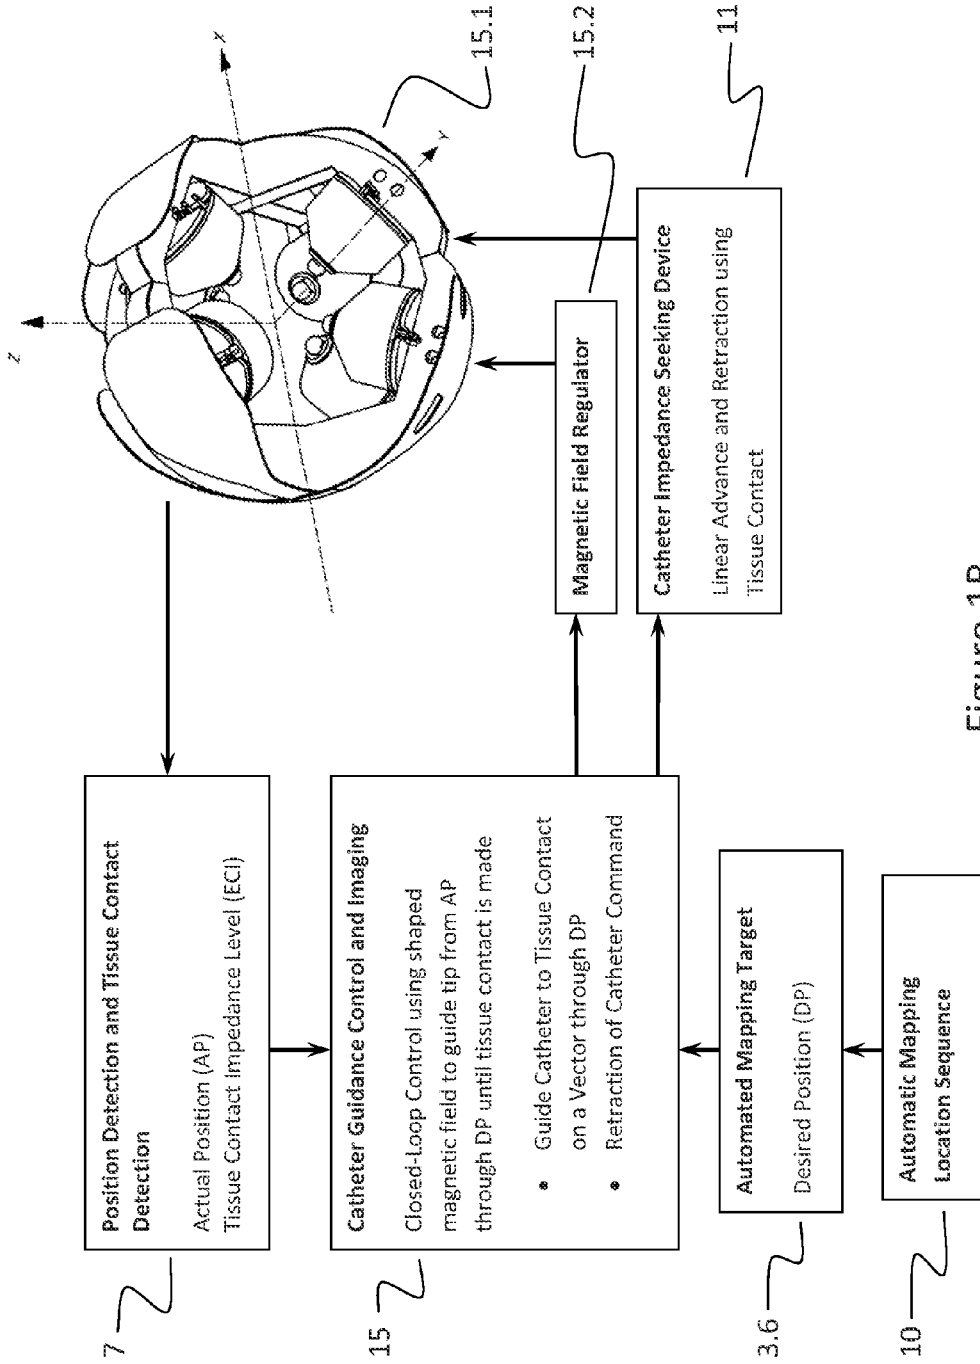 7
Position Detection and Tissue Contact
Detection
Actual Position (AP)
Tissue Contact Impedance Level (ECI)
Z
X
Y
15.1
15
Catheter Guidance Control and Imaging
Closed-Loop Control using shaped
magnetic field to guide tip from AP
through DP until tissue contact is made
• Guide Catheter to Tissue Contact
on a Vector through DP
• Retraction of Catheter Command
Magnetic Field Regulator
15.2
Catheter Impedance Seeking Device
Linear Advance and Retraction using
Tissue Contact
11
3.6
Automated Mapping Target
Desired Position (DP)
10
Automatic Mapping
Location Sequence
Figure 1B